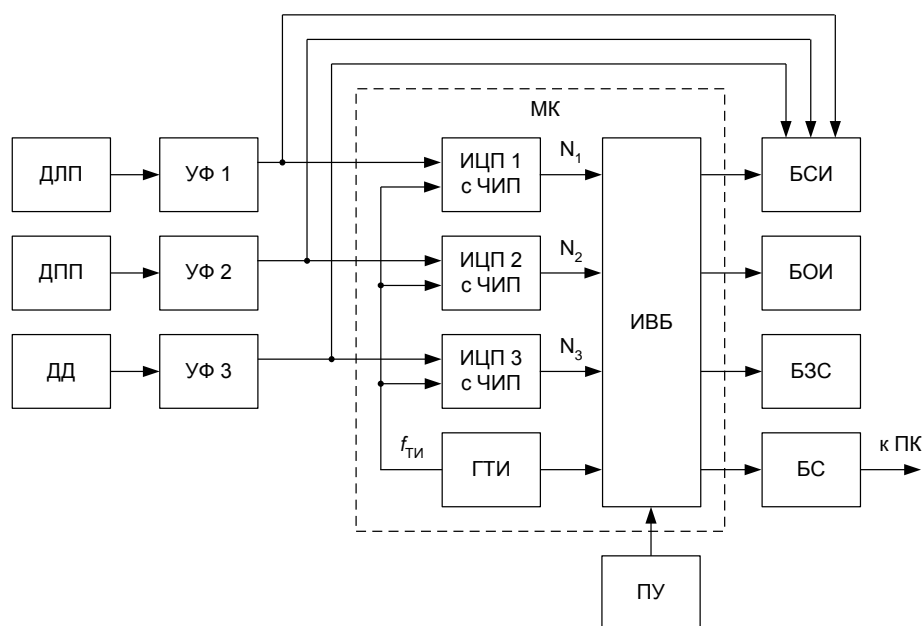 МК
ДЛП
УФ 1
ИЦП 1
с ЧИП
N1
БСИ
ДПП
УФ 2
ИЦП 2
с ЧИП
N2
ИВБ
БОИ
ДД
УФ 3
ИЦП 3
с ЧИП
N3
БЗС
fТИ
ГТИ
БС
к ПК
ПУ